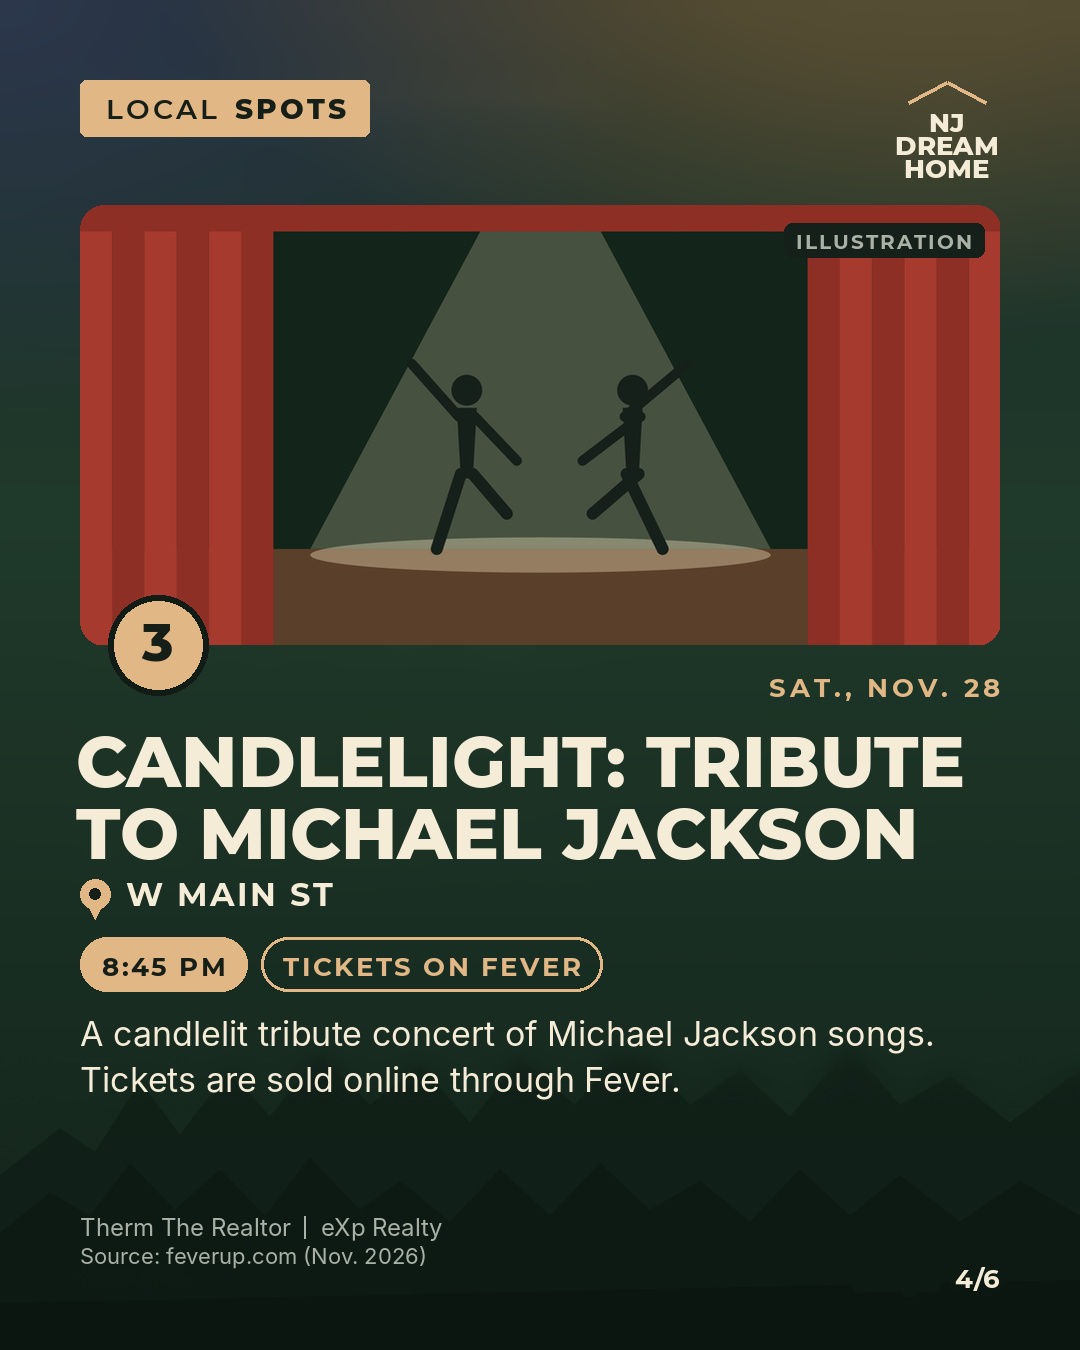 LOCAL SPOTS
NJ
DREAM
HOME
ILLUSTRATION
3
SAT., NOV. 28
CANDLELIGHT: TRIBUTE
TO MICHAEL JACKSON
W MAIN ST
8:45 PM
TICKETS ON FEVER
A candlelit tribute concert of Michael Jackson songs.
Tickets are sold online through Fever.
Therm The Realtor | eXp Realty
Source: feverup.com (Nov. 2026)
4/6